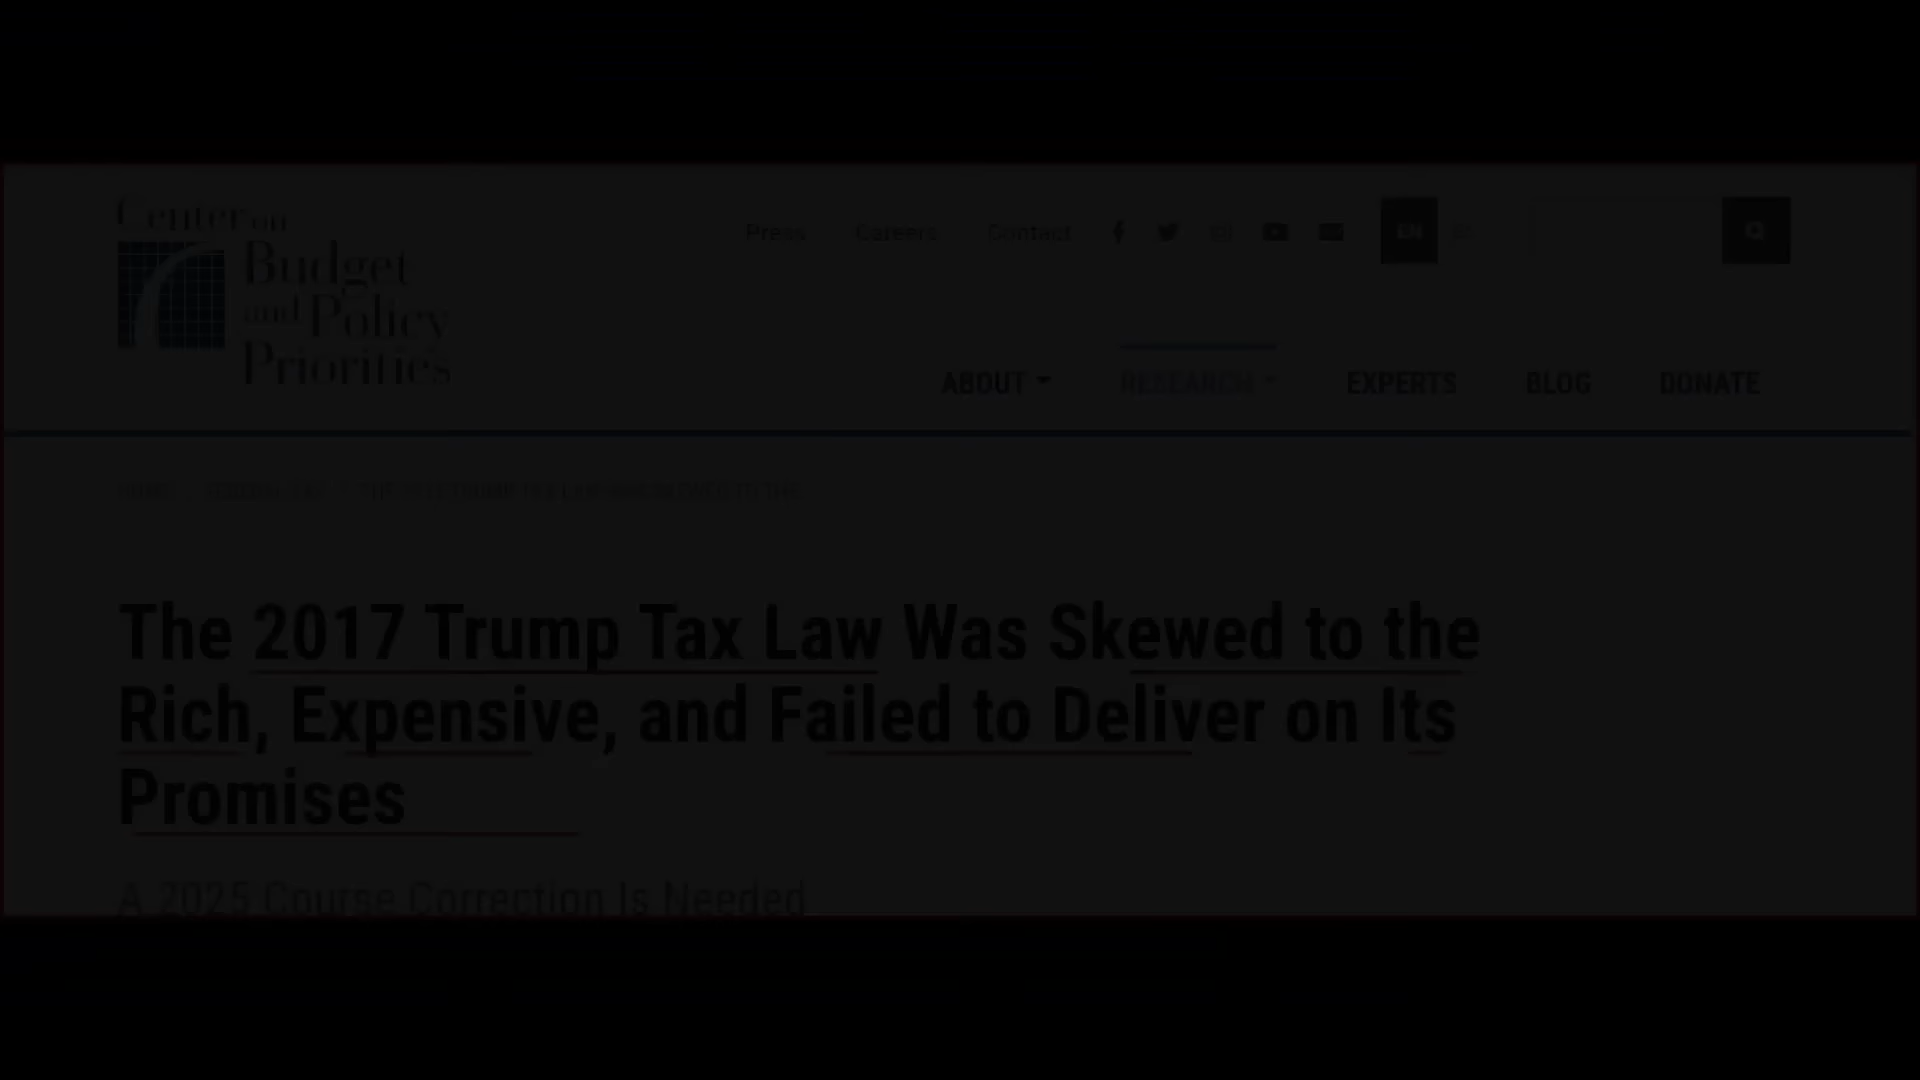 Center on
Budget
and Policy
Priorities
Press Careers Contact EN
ABOUT RESEARCH EXPERTS BLOG DONATE
The 2017 Trump Tax Law Was Skewed to the
Rich, Expensive, and Failed to Deliver on Its
Promises
A 2025 Course Correction Is Needed